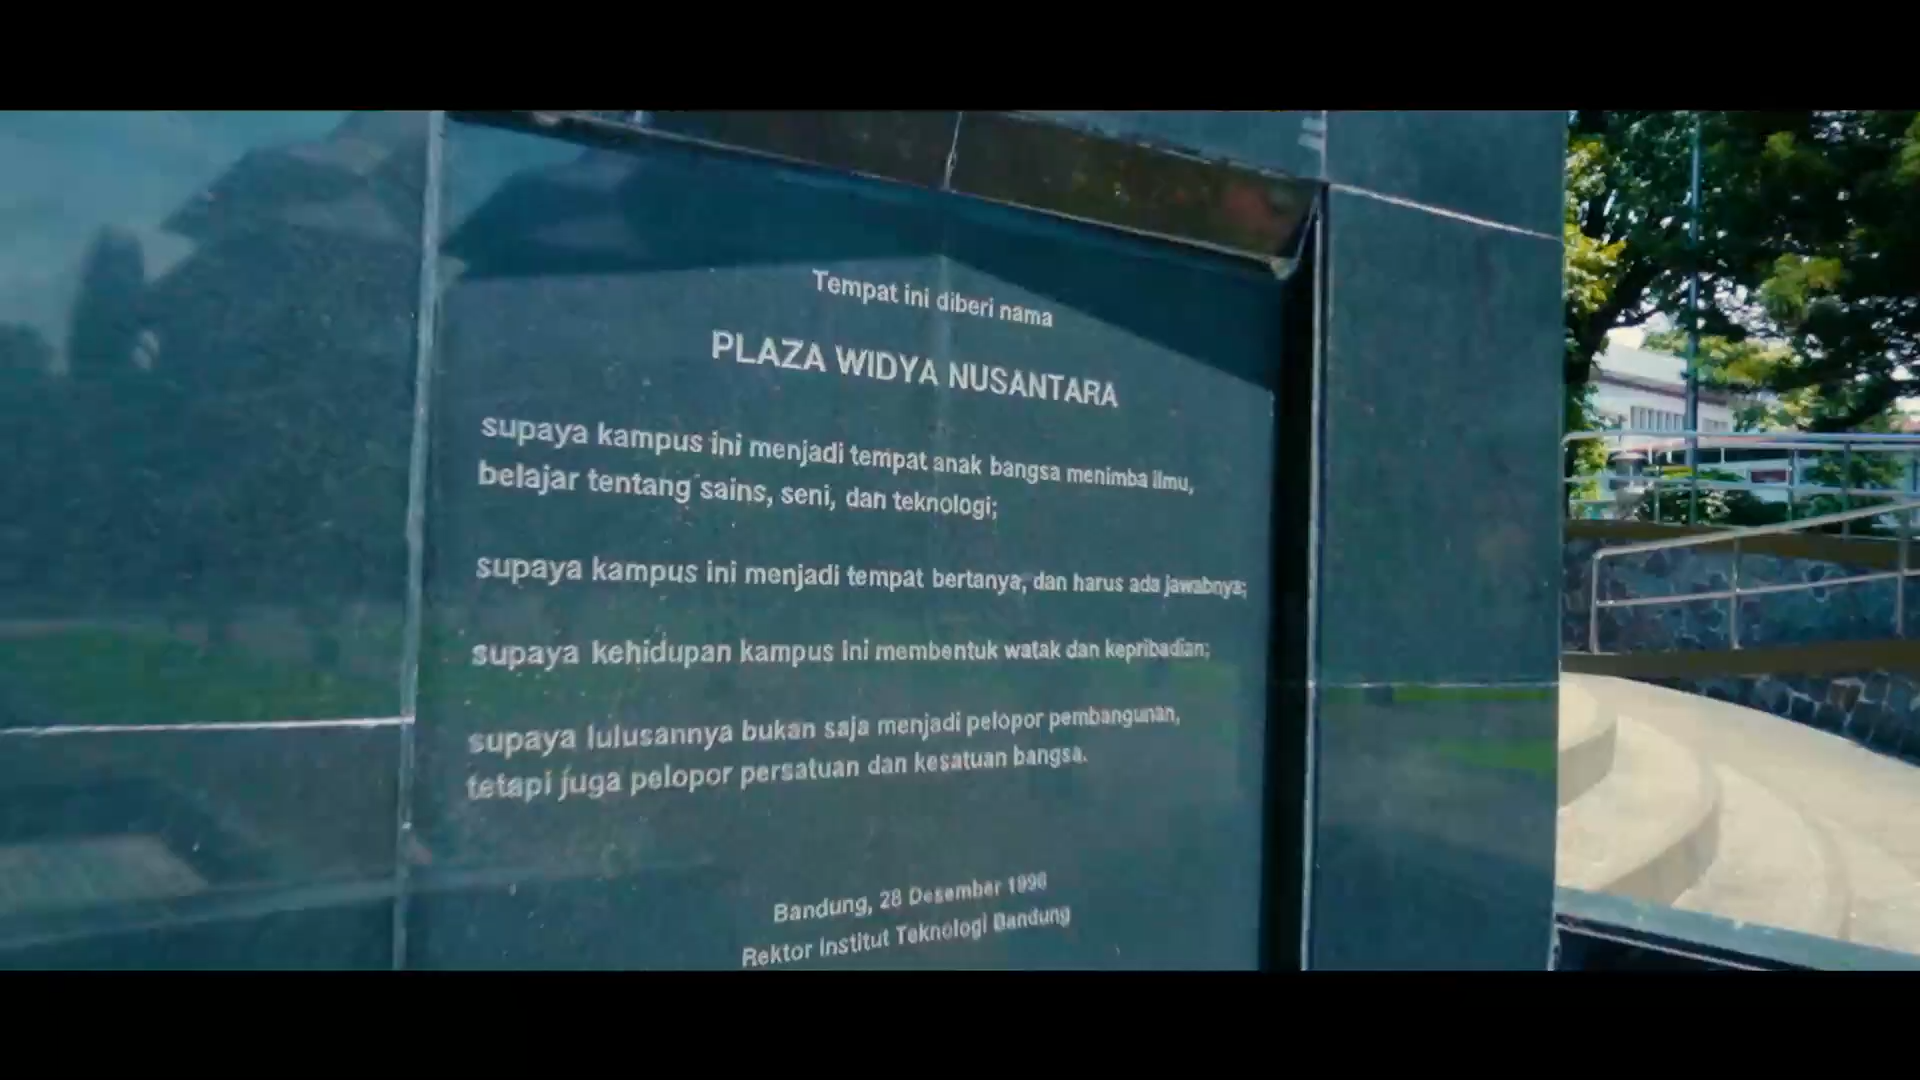 Tempat ini diberi nama
PLAZA WIDYA NUSANTARA
supaya kampus ini menjadi tempat anak bangsa menimba ilmu,
belajar tentang sains, seni, dan teknologi;
supaya kampus ini menjadi tempat bertanya, dan harus ada jawabnya;
supaya kehidupan kampus ini membentuk watak dan kepribadian;
supaya lulusannya bukan saja menjadi pelopor pembangunan,
tetapi juga pelopor persatuan dan kesatuan bangsa.
Bandung, 28 Desember 1996
Rektor Institut Teknologi Bandung